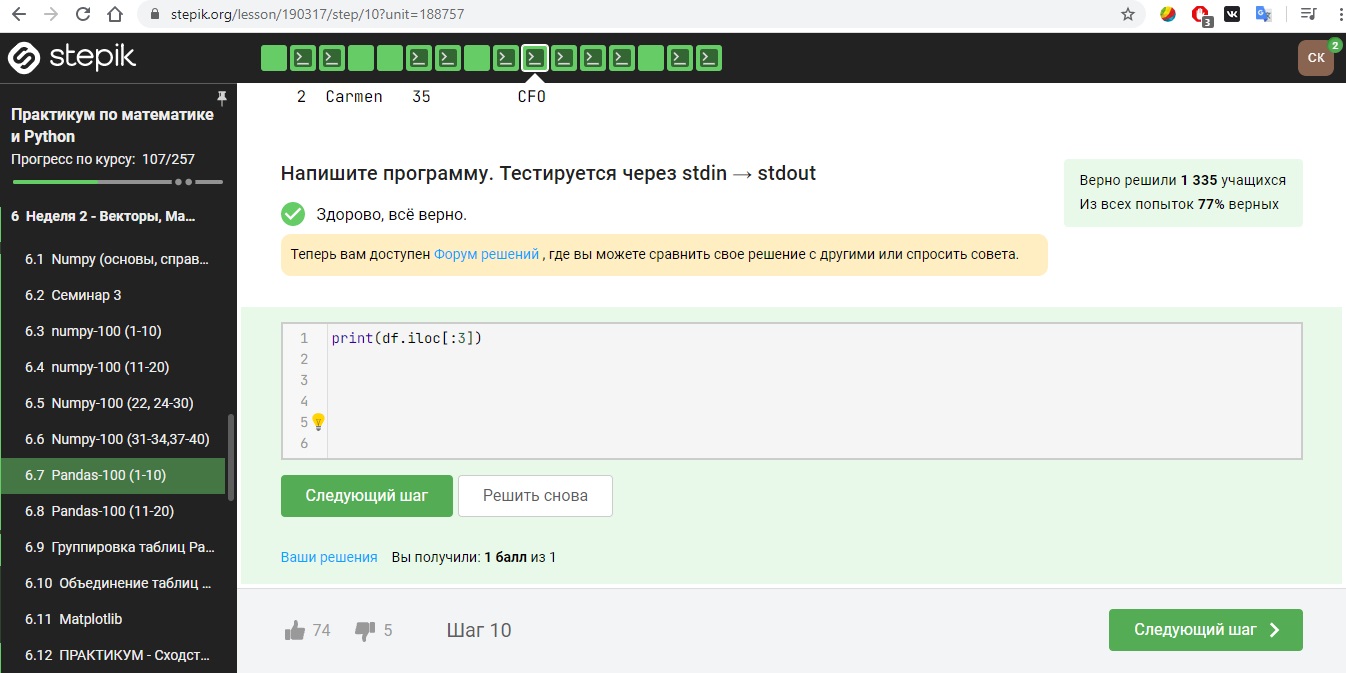 stepik.org/lesson/190317/step/10?unit=188757
3
stepik
СК
2
2 Carmen 35 CFO
Практикум по математике
и Python
Прогресс по курсу: 107/257
6 Неделя 2 - Векторы, Ма...
6.1 Numpy (основы, справ...
6.2 Семинар 3
6.3 numpy-100 (1-10)
6.4 numpy-100 (11-20)
6.5 Numpy-100 (22, 24-30)
6.6 Numpy-100 (31-34,37-40)
6.7 Pandas-100 (1-10)
6.8 Pandas-100 (11-20)
6.9 Группировка таблиц Pa...
6.10 Объединение таблиц ...
6.11 Matplotlib
6.12 ПРАКТИКУМ - Сходст...
Напишите программу. Тестируется через stdin → stdout
Здорово, всё верно.
Теперь вам доступен Форум решений , где вы можете сравнить свое решение с другими или спросить совета.
Верно решили 1 335 учащихся
Из всех попыток 77% верных
1 print(df.iloc[:3])
2
3
4
5
6
Следующий шаг
Решить снова
Ваши решения Вы получили: 1 балл из 1
74 5 Шаг 10
Следующий шаг